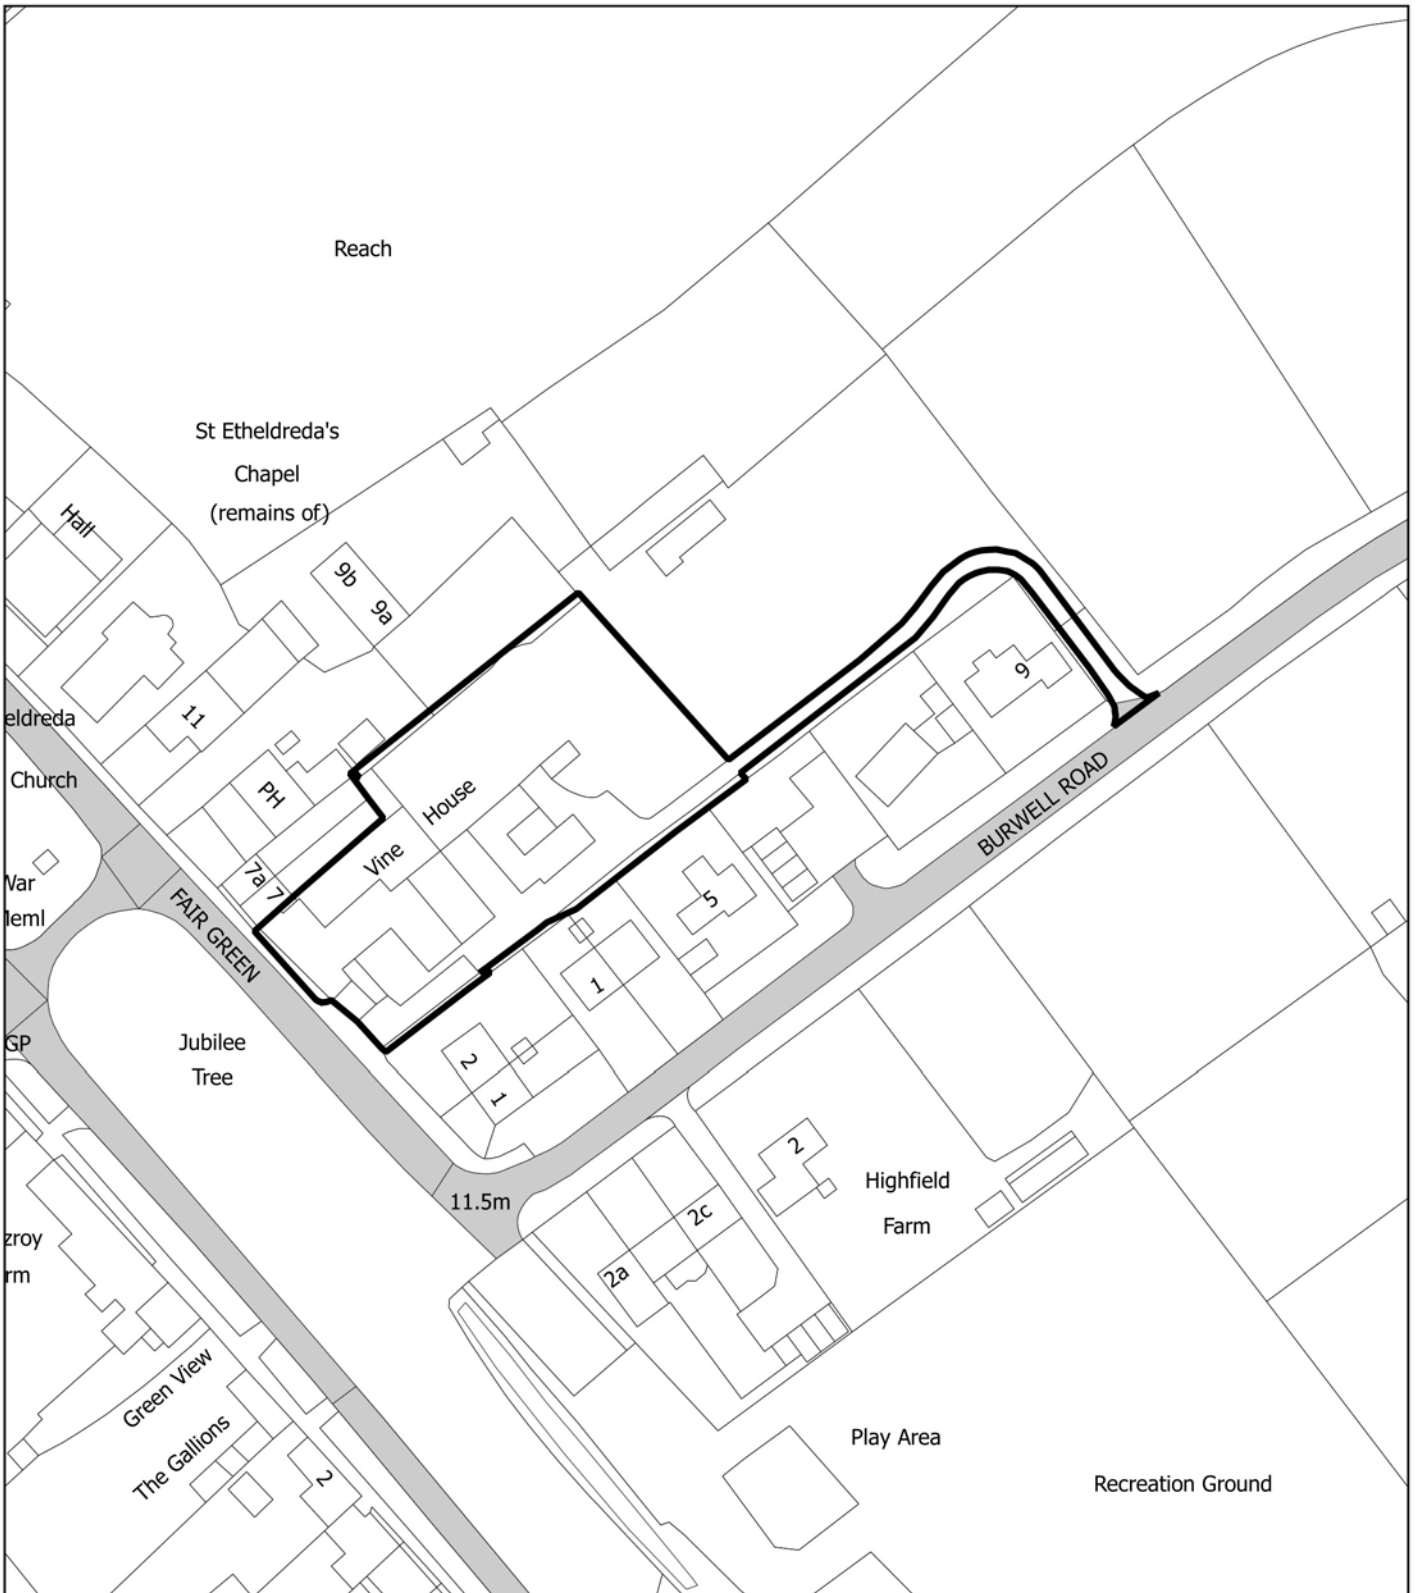 Reach
St Etheldreda's
Chapel
(remains of)
Hall
9b
9a
11
eldreda
Church
PH
House
Vine
9
7a
7
War
Meml
FAIR GREEN
BURWELL ROAD
5
1
GP
Jubilee
Tree
2
1
2
Highfield
Farm
11.5m
2c
2a
zroy
rm
Green View
The Gallions
2
Play Area
Recreation Ground